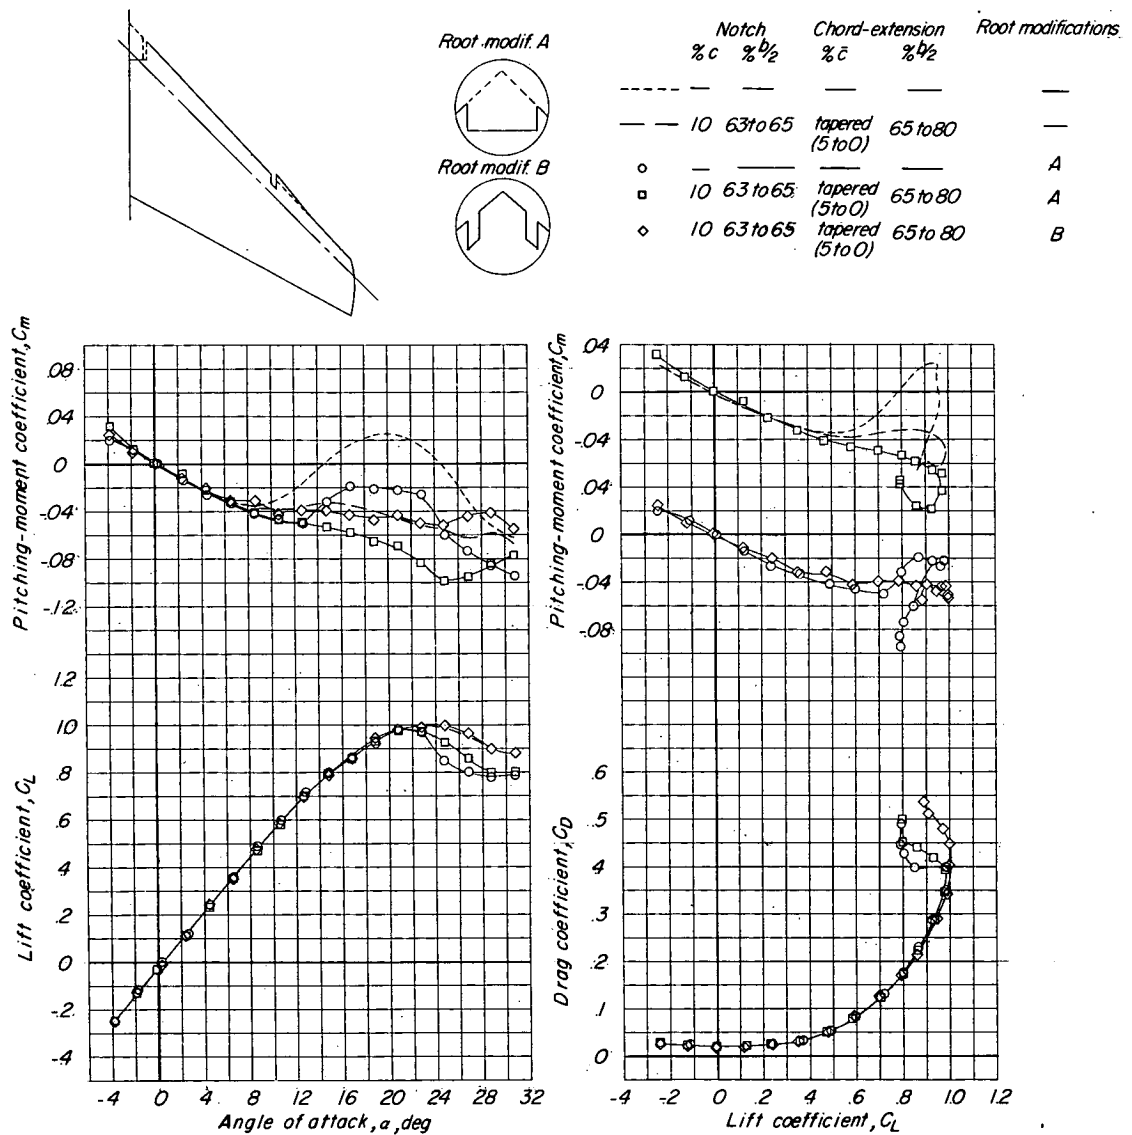 Root modif. A
Root modif. B
Notch Chord-extension Root modifications
%c %b/2 %c̄ %b/2
— — — — —
10 63 to 65 tapered (5 to 0) 65 to 80 —
— — — — A
10 63 to 65 tapered (5 to 0) 65 to 80 A
10 63 to 65 tapered (5 to 0) 65 to 80 B
Pitching-moment coefficient, Cm
.08
.04
0
-.04
-.08
-.12
Lift coefficient, CL
1.2
1.0
.8
.6
.4
.2
0
-.2
-.4
-4 0 4 8 12 16 20 24 28 32
Angle of attack, α, deg
Pitching-moment coefficient, Cm
.04
0
-.04
Pitching-moment coefficient, Cm
.04
0
-.04
-.08
Drag coefficient, CD
.6
.5
.4
.3
.2
.1
0
-.4 -.2 0 .2 .4 .6 .8 1.0 1.2
Lift coefficient, CL